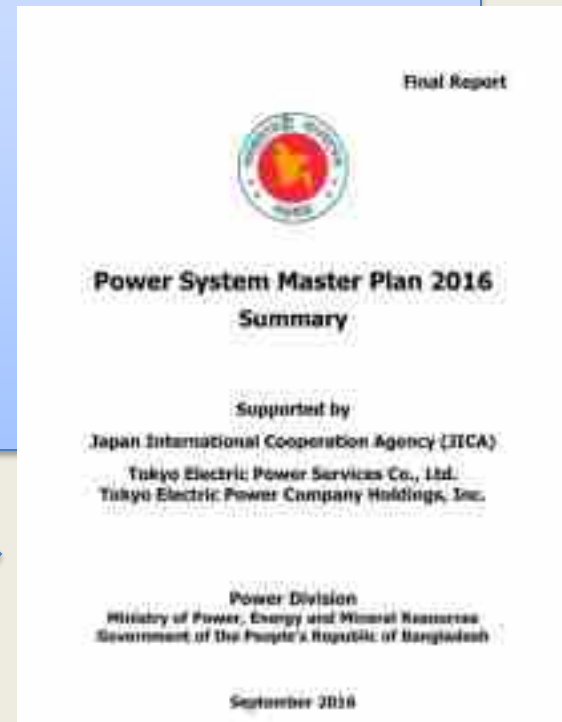 Final Report
Power System Master Plan 2016
Summary
Supported by
Japan International Cooperation Agency (JICA)
Tokyo Electric Power Services Co., Ltd.
Tokyo Electric Power Company Holdings, Inc.
Power Division
Ministry of Power, Energy and Mineral Resources
Government of the People's Republic of Bangladesh
September 2016